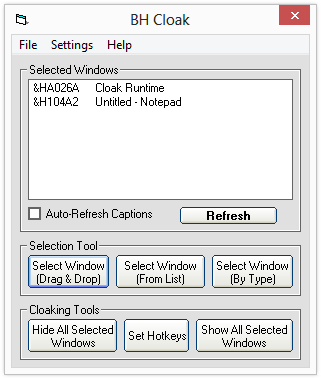 BH Cloak
File Settings Help
Selected Windows
&HA026A Cloak Runtime
&H104A2 Untitled - Notepad
Auto-Refresh Captions
Refresh
Selection Tool
Select Window
(Drag & Drop)
Select Window
(From List)
Select Window
(By Type)
Cloaking Tools
Hide All Selected
Windows
Set Hotkeys
Show All Selected
Windows